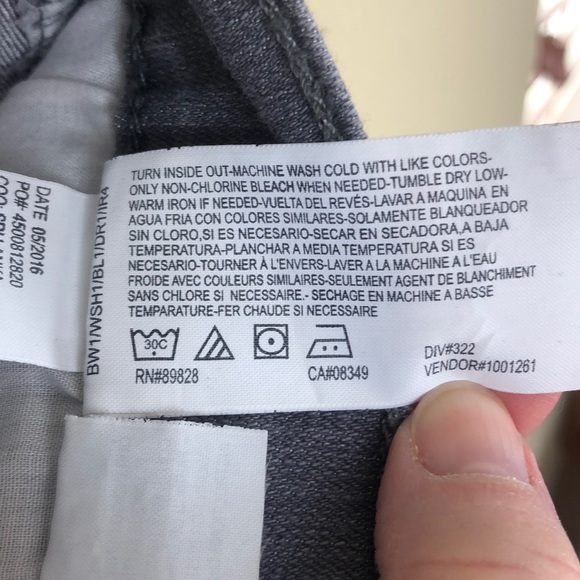 TURN INSIDE OUT-MACHINE WASH COLD WITH LIKE COLORS-
ONLY NON-CHLORINE BLEACH WHEN NEEDED-TUMBLE DRY LOW-
WARM IRON IF NEEDED-VUELTA DEL REVÉS-LAVAR A MAQUINA EN
AGUA FRIA CON COLORES SIMILARES-SOLAMENTE BLANQUEADOR
SIN CLORO,SI ES NECESARIO-SECAR EN SECADORA,A BAJA
TEMPERATURA-PLANCHAR A MEDIA TEMPERATURA SI ES
NECESARIO-TOURNER À L'ENVERS-LAVER A LA MACHINE A L'EAU
FROIDE AVEC COULEURS SIMILAIRES-SEULEMENT AGENT DE BLANCHIMENT
SANS CHLORE SI NECESSAIRE.- SECHAGE EN MACHINE A BASSE
TEMPARATURE-FER CHAUDE SI NECESSAIRE
30C
RN#89828
CA#08349
DIV#322
VENDOR#1001261
BW1/WSH1/BL1/DR1/IR4
DATE 05/2016
PO# 4500812820